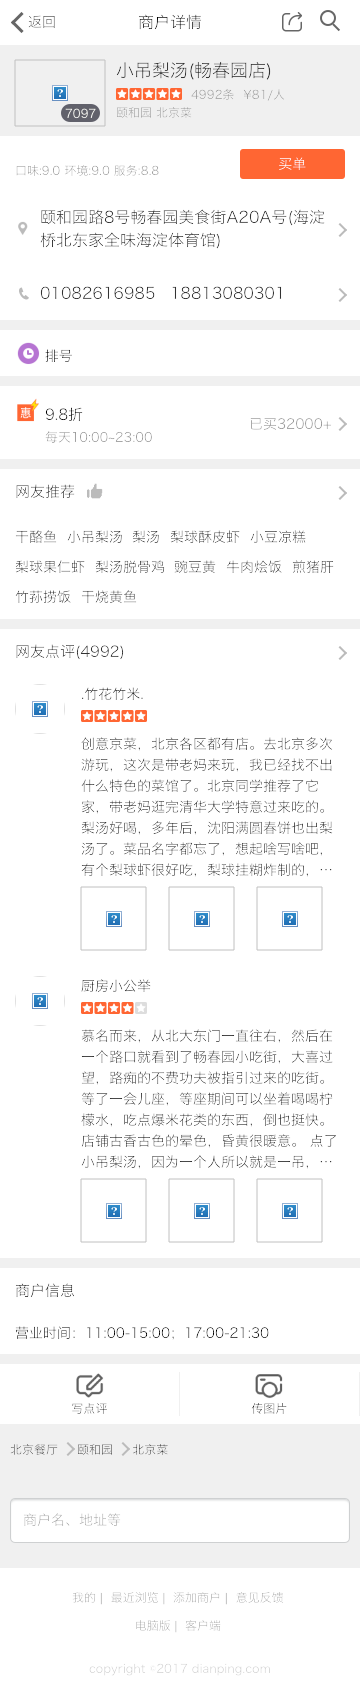 返回
商户详情
小吊梨汤(畅春园店)
4992条 ¥81/人
颐和园 北京菜
7097
口味:9.0 环境:9.0 服务:8.8
买单
颐和园路8号畅春园美食街A20A号(海淀
桥北东家全味海淀体育馆)
01082616985 18813080301
排号
惠
9.8折
每天10:00~23:00
已买32000+
网友推荐
干酪鱼 小吊梨汤 梨汤 梨球酥皮虾 小豆凉糕
梨球果仁虾 梨汤脱骨鸡 豌豆黄 牛肉烩饭 煎猪肝
竹荪捞饭 干烧黄鱼
网友点评(4992)
.竹花竹米.
创意京菜，北京各区都有店。去北京多次
游玩，这次是带老妈来玩，我已经找不出
什么特色的菜馆了。北京同学推荐了它
家，带老妈逛完清华大学特意过来吃的。
梨汤好喝，多年后，沈阳满圆春饼也出梨
汤了。菜品名字都忘了，想起啥写啥吧，
有个梨球虾很好吃，梨球挂糊炸制的，…
厨房小公举
慕名而来，从北大东门一直往右，然后在
一个路口就看到了畅春园小吃街，大喜过
望，路痴的不费功夫被指引过来的吃街。
等了一会儿座，等座期间可以坐着喝喝柠
檬水，吃点爆米花类的东西，倒也挺快。
店铺古香古色的晕色，昏黄很暖意。 点了
小吊梨汤，因为一个人所以就是一吊，…
商户信息
营业时间：11:00-15:00；17:00-21:30
写点评
传图片
北京餐厅 颐和园 北京菜
商户名、地址等
我的 | 最近浏览 | 添加商户 | 意见反馈
电脑版 | 客户端
copyright ©2017 dianping.com